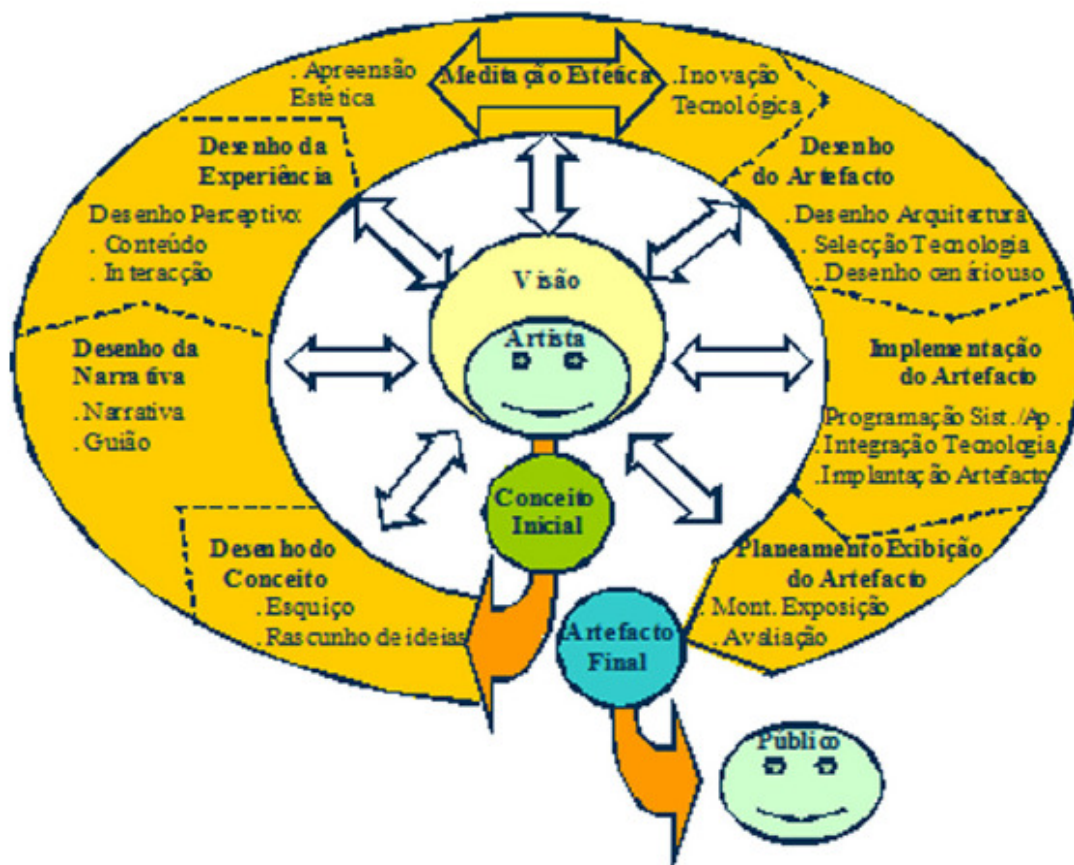 . Apreensão
Estética
Meditação Estética
. Inovação
Tecnológica
Desenho da
Experiência
Desenho Perceptivo:
. Conteúdo
. Interacção
Desenho da
Narrativa
. Narrativa
. Guião
Desenho do
Conceito
. Esquiço
. Rascunho de ideias
Visão
Artista
Conceito
Inicial
Desenho
do Artefacto
. Desenho Arquitectura
. Selecção Tecnologia
. Desenho cenário uso
Implementação
do Artefacto
. Programação Sist./Ap.
. Integração Tecnologia
. Implantação Artefacto
Planeamento Exibição
do Artefacto
. Mont. Exposição
. Avaliação
Artefacto
Final
Público